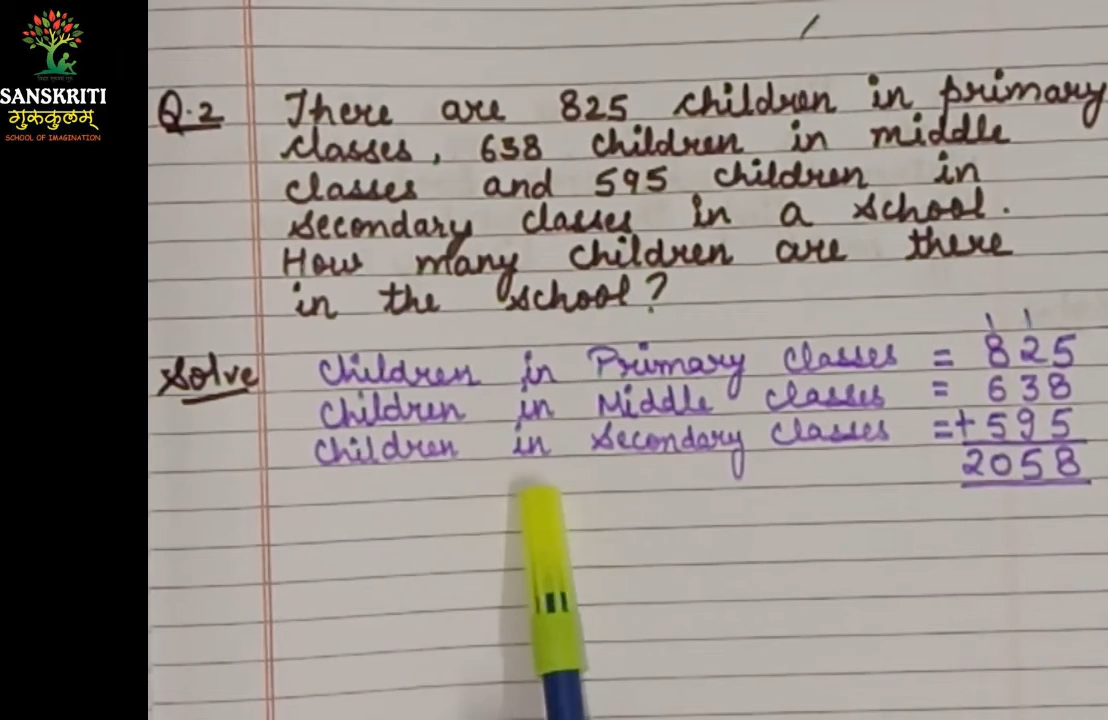 SANSKRITI
गुरुकुलम्
SCHOOL OF IMAGINATION
Q.2 There are 825 children in primary
classes, 638 children in middle
classes and 595 children in
secondary classes in a school.
How many children are there
in the school?
1 1
Solve Children in Primary classes = 825
Children in Middle classes = 638
Children in Secondary classes =+595
2058